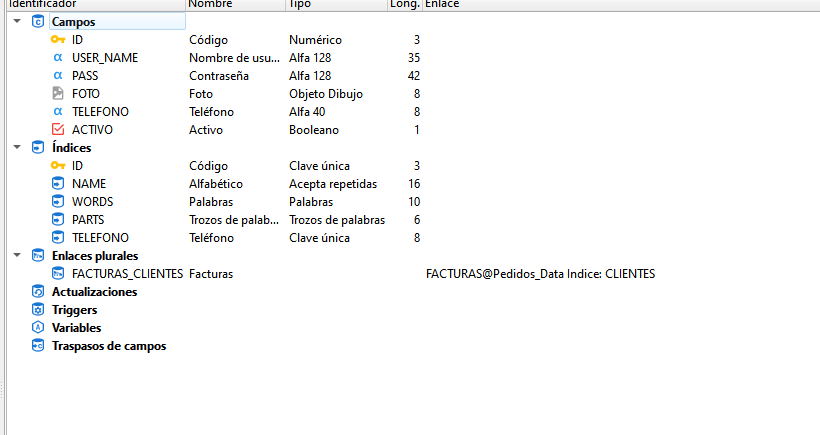 Identificador Nombre Tipo Long. Enlace
Campos
ID Código Numérico 3
USER_NAME Nombre de usu... Alfa 128 35
PASS Contraseña Alfa 128 42
FOTO Foto Objeto Dibujo 8
TELEFONO Teléfono Alfa 40 8
ACTIVO Activo Booleano 1
Índices
ID Código Clave única 3
NAME Alfabético Acepta repetidas 16
WORDS Palabras Palabras 10
PARTS Trozos de palab... Trozos de palabras 6
TELEFONO Teléfono Clave única 8
Enlaces plurales
FACTURAS_CLIENTES Facturas FACTURAS@Pedidos_Data Indice: CLIENTES
Actualizaciones
Triggers
Variables
Traspasos de campos